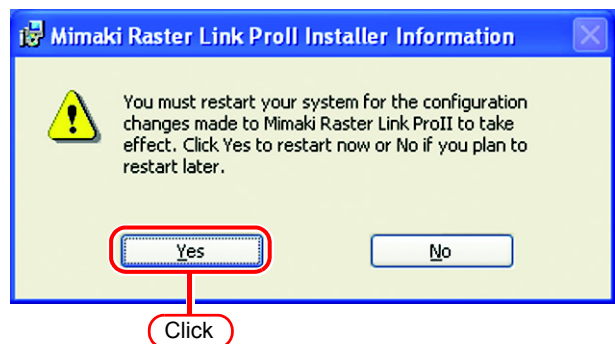 Mimaki Raster Link ProII Installer Information
You must restart your system for the configuration
changes made to Mimaki Raster Link ProII to take
effect. Click Yes to restart now or No if you plan to
restart later.
Yes
No
Click